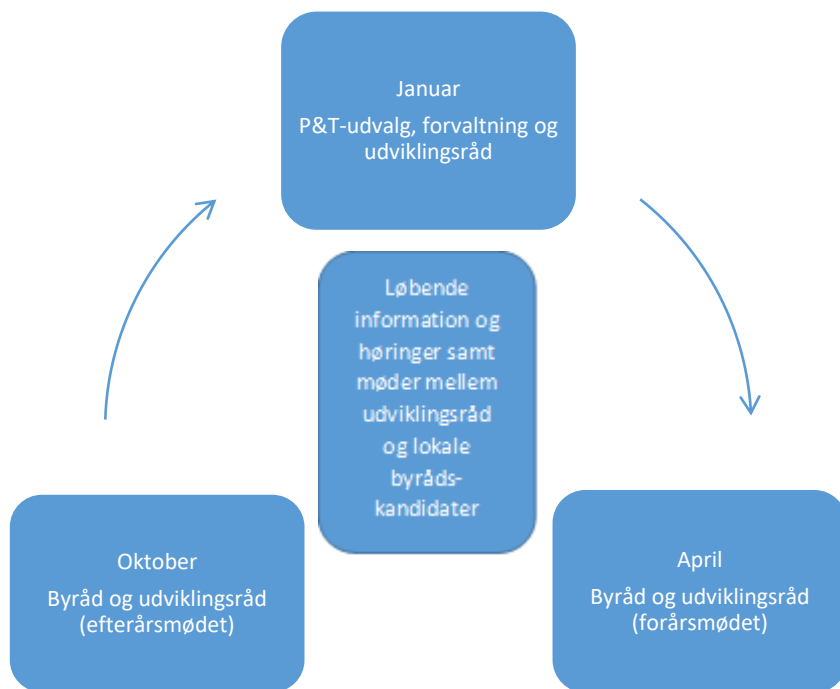 Januar
P&T-udvalg, forvaltning og
udviklingsråd
Løbende
information og
høringer samt
møder mellem
udviklingsråd
og lokale
byråds-
kandidater
Oktober
Byråd og udviklingsråd
(efterårsmødet)
April
Byråd og udviklingsråd
(forårsmødet)